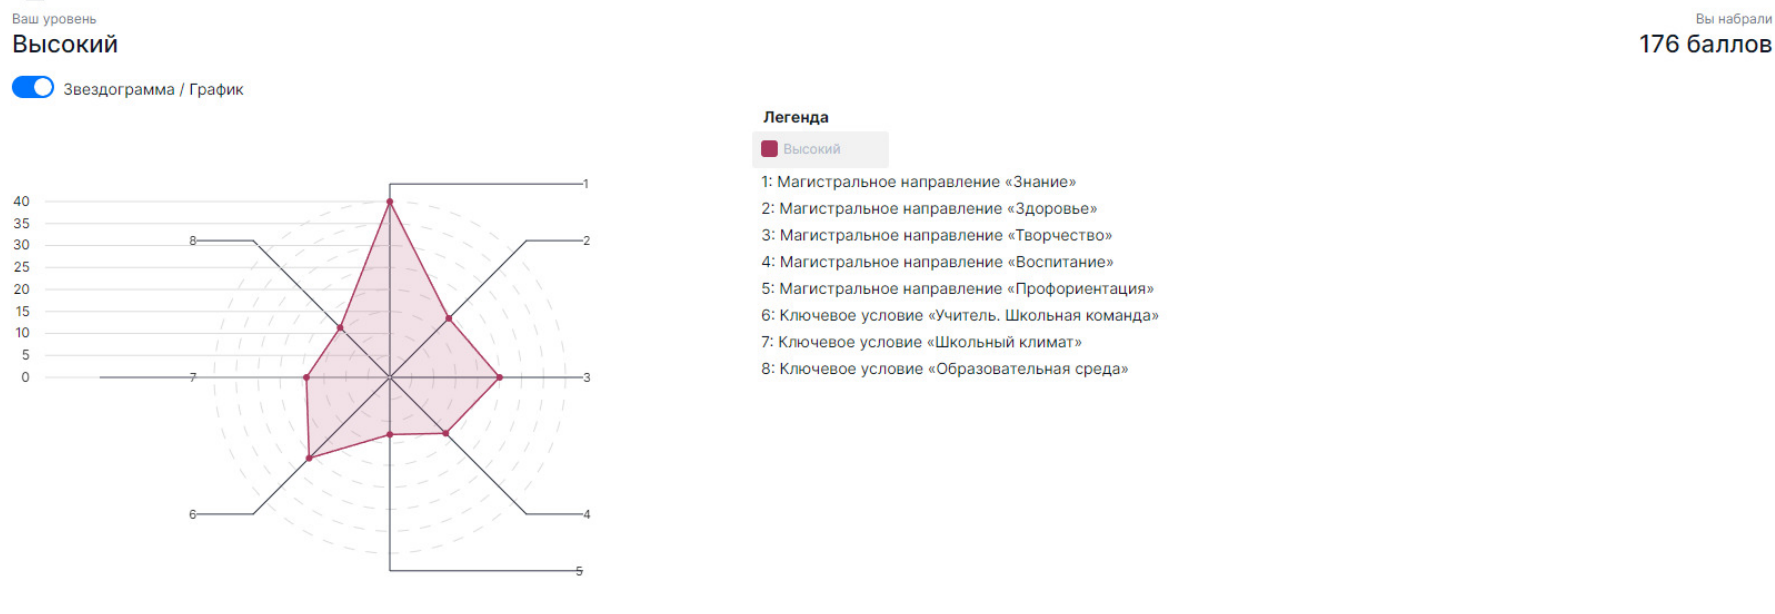 Ваш уровень
Высокий
Вы набрали
176 баллов
Звездограмма / График
Легенда
Высокий
1: Магистральное направление «Знание»
2: Магистральное направление «Здоровье»
3: Магистральное направление «Творчество»
4: Магистральное направление «Воспитание»
5: Магистральное направление «Профориентация»
6: Ключевое условие «Учитель. Школьная команда»
7: Ключевое условие «Школьный климат»
8: Ключевое условие «Образовательная среда»
40
35
30
25
20
15
10
5
0
1
2
3
4
5
6
7
8